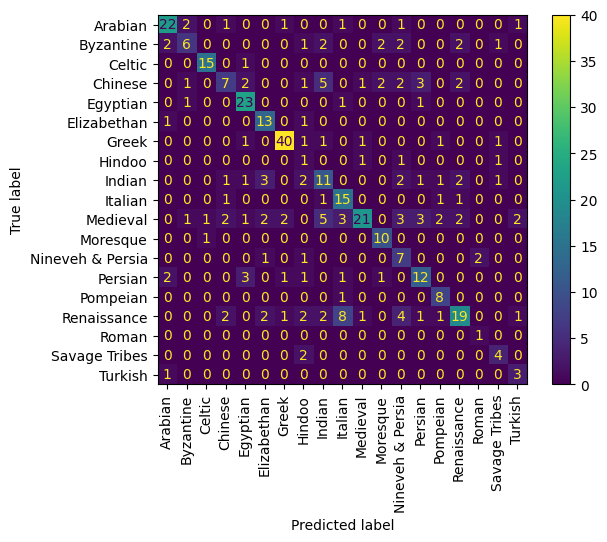 Arabian 22 2 0 1 0 0 1 0 0 1 0 0 1 0 0 0 0 0 1
Byzantine 2 6 0 0 0 0 0 1 2 0 0 2 2 0 0 2 0 1 0
Celtic 0 0 15 0 1 0 0 0 0 0 0 0 0 0 0 0 0 0 0
Chinese 0 1 0 7 2 0 0 1 5 0 1 2 2 3 0 2 0 0 0
Egyptian 0 1 0 0 23 0 0 0 0 1 0 0 0 1 0 0 0 0 0
Elizabethan 1 0 0 0 0 13 0 1 0 0 0 0 0 0 0 0 0 0 0
Greek 0 0 0 0 1 0 40 1 1 0 1 0 0 0 1 0 0 1 0
Hindoo 0 0 0 0 0 0 0 1 0 0 1 0 1 0 0 0 0 1 0
Indian 0 0 0 1 1 3 0 2 11 0 0 0 2 1 1 2 0 1 0
Italian 0 0 0 1 0 0 0 0 1 15 0 0 0 0 1 1 0 0 0
Medieval 0 1 1 2 1 2 2 0 5 3 21 0 3 3 2 2 0 0 2
Moresque 0 0 1 0 0 0 0 0 0 0 0 10 0 0 0 0 0 0 0
Nineveh & Persia 0 0 0 0 0 1 0 1 0 0 0 0 7 0 0 0 2 0 0
Persian 2 0 0 0 3 0 1 1 0 1 0 1 0 12 0 0 0 0 0
Pompeian 0 0 0 0 0 0 0 0 0 1 0 0 0 0 8 0 0 0 0
Renaissance 0 0 0 2 0 2 1 2 2 8 1 0 4 1 1 19 0 0 1
Roman 0 0 0 0 0 0 0 0 0 0 0 0 0 0 0 0 1 0 0
Savage Tribes 0 0 0 0 0 0 0 2 0 0 0 0 0 0 0 0 0 4 0
Turkish 1 0 0 0 0 0 0 0 0 0 0 0 0 0 0 0 0 0 3
True label
Arabian
Byzantine
Celtic
Chinese
Egyptian
Elizabethan
Greek
Hindoo
Indian
Italian
Medieval
Moresque
Nineveh & Persia
Persian
Pompeian
Renaissance
Roman
Savage Tribes
Turkish
Predicted label
40
35
30
25
20
15
10
5
0